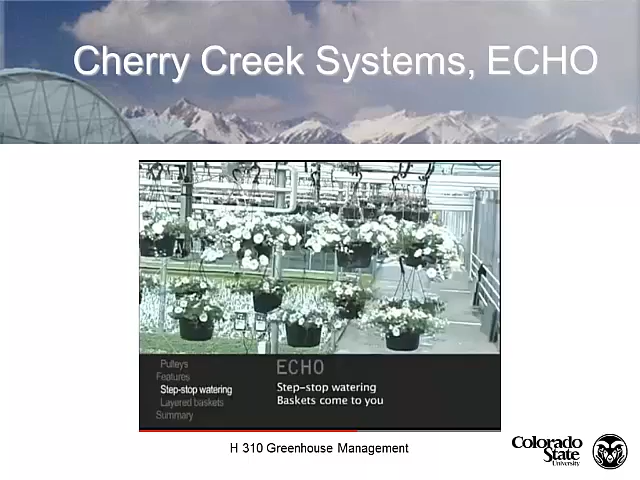 Cherry Creek Systems, ECHO
Pulleys
Features
Step-stop watering
Layered baskets
Summary
ECHO
Step-stop watering
Baskets come to you
H 310 Greenhouse Management
Colorado
State
University